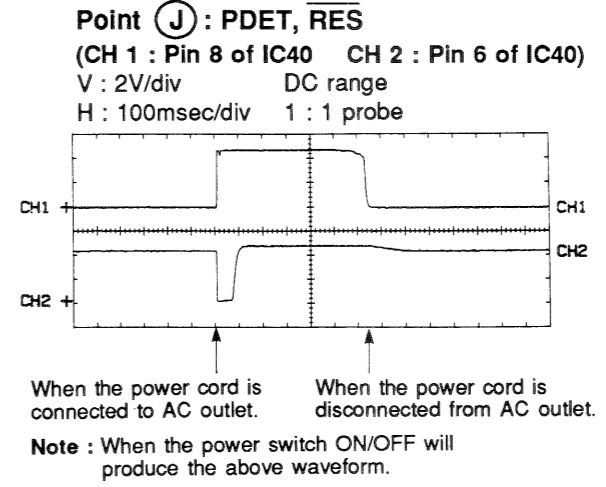 Point J : PDET, RES
(CH 1 : Pin 8 of IC40 CH 2 : Pin 6 of IC40)
V : 2V/div DC range
H : 100msec/div 1 : 1 probe
CH1 CH1
CH2
CH2
When the power cord is connected to AC outlet.
When the power cord is disconnected from AC outlet.
Note : When the power switch ON/OFF will
produce the above waveform.